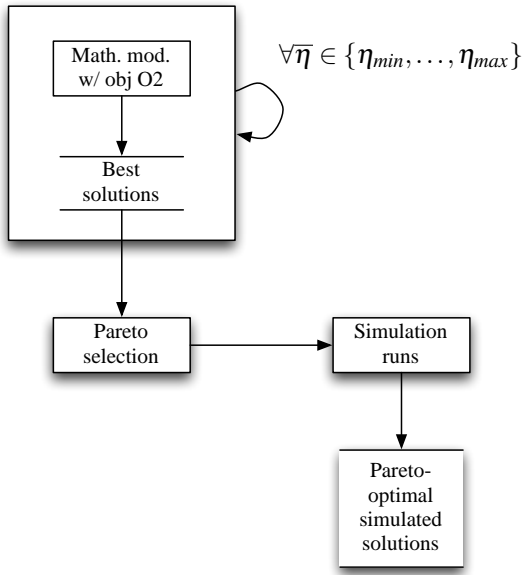 Math. mod.
w/ obj O2
∀η̅ ∈ {ηmin,...,ηmax}
Best
solutions
Pareto
selection
Simulation
runs
Pareto-
optimal
simulated
solutions